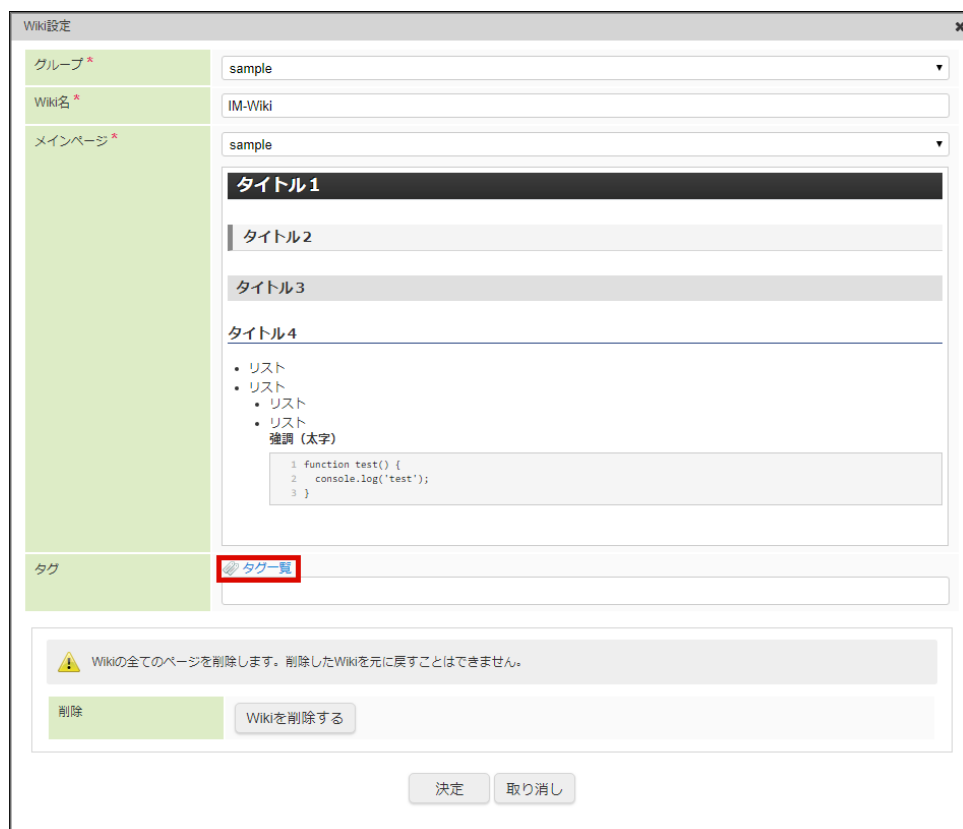 Wiki設定
グループ *
sample
Wiki名 *
IM-Wiki
メインページ *
sample
タイトル１
タイトル２
タイトル３
タイトル４
リスト
リスト
リスト
リスト
強調（太字）
1 function test() {
2   console.log('test');
3 }
タグ
タグ一覧
Wikiの全てのページを削除します。削除したWikiを元に戻すことはできません。
削除
Wikiを削除する
決定
取り消し